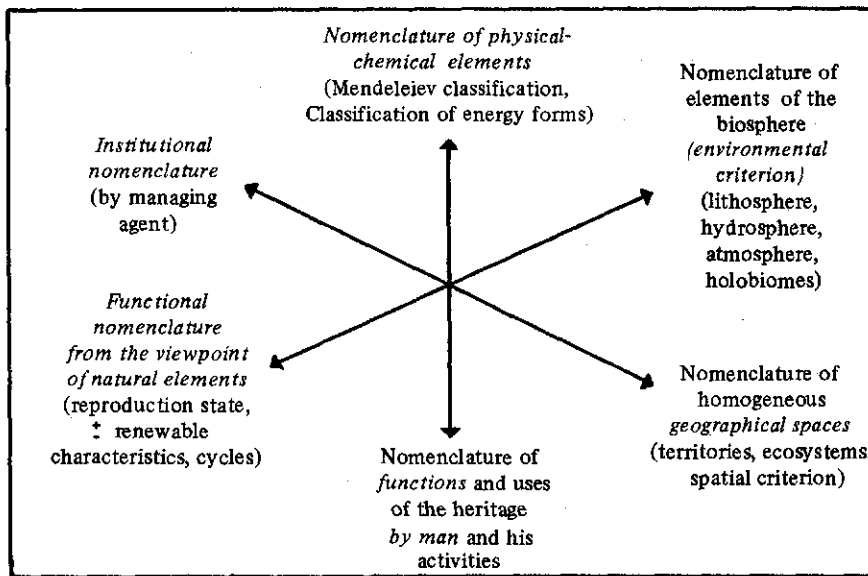 Nomenclature of physical-
chemical elements
(Mendeleiev classification,
Classification of energy forms)
Nomenclature of
elements of the
biosphere
(environmental
criterion)
(lithosphere,
hydrosphere,
atmosphere,
holobiomes)
Institutional
nomenclature
(by managing
agent)
Functional
nomenclature
from the viewpoint
of natural elements
(reproduction state,
± renewable
characteristics, cycles)
Nomenclature of
homogeneous
geographical spaces
(territories, ecosystems
spatial criterion)
Nomenclature of
functions and uses
of the heritage
by man and his
activities